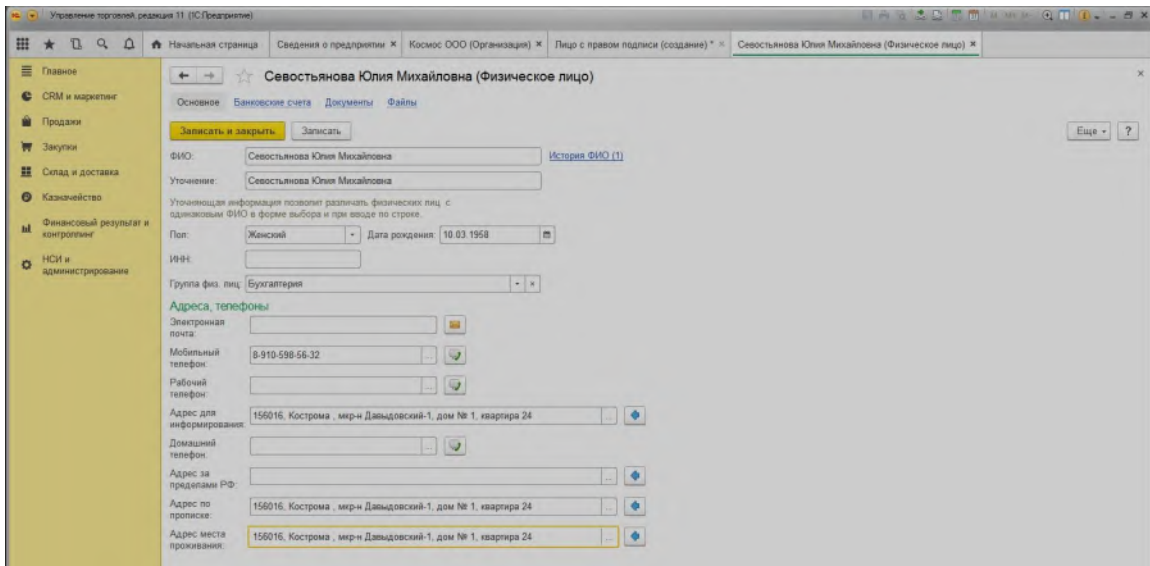 Управление торговлей, редакция 11 (1С:Предприятие)
Начальная страница
Сведения о предприятии ×
Космос ООО (Организация) ×
Лицо с правом подписи (создание) * ×
Севостьянова Юлия Михайловна (Физическое лицо) ×
Главное
CRM и маркетинг
Продажи
Закупки
Склад и доставка
Казначейство
Финансовый результат и
контроллинг
НСИ и
администрирование
Севостьянова Юлия Михайловна (Физическое лицо)
Основное Банковские счета Документы Файлы
Записать и закрыть Записать Еще ?
ФИО: Севостьянова Юлия Михайловна История ФИО (1)
Уточнение: Севостьянова Юлия Михайловна
Уточняющая информация позволит различать физических лиц с
одинаковым ФИО в форме выбора и при вводе по строке.
Пол: Женский Дата рождения: 10.03.1958
ИНН:
Группа физ. лиц: Бухгалтерия
Адреса, телефоны
Электронная
почта:
Мобильный
телефон: 8-910-598-56-32
Рабочий
телефон:
Адрес для
информирования: 156016, Кострома , мкр-н Давыдовский-1, дом № 1, квартира 24
Домашний
телефон:
Адрес за
пределами РФ:
Адрес по
прописке: 156016, Кострома , мкр-н Давыдовский-1, дом № 1, квартира 24
Адрес места
проживания: 156016, Кострома , мкр-н Давыдовский-1, дом № 1, квартира 24